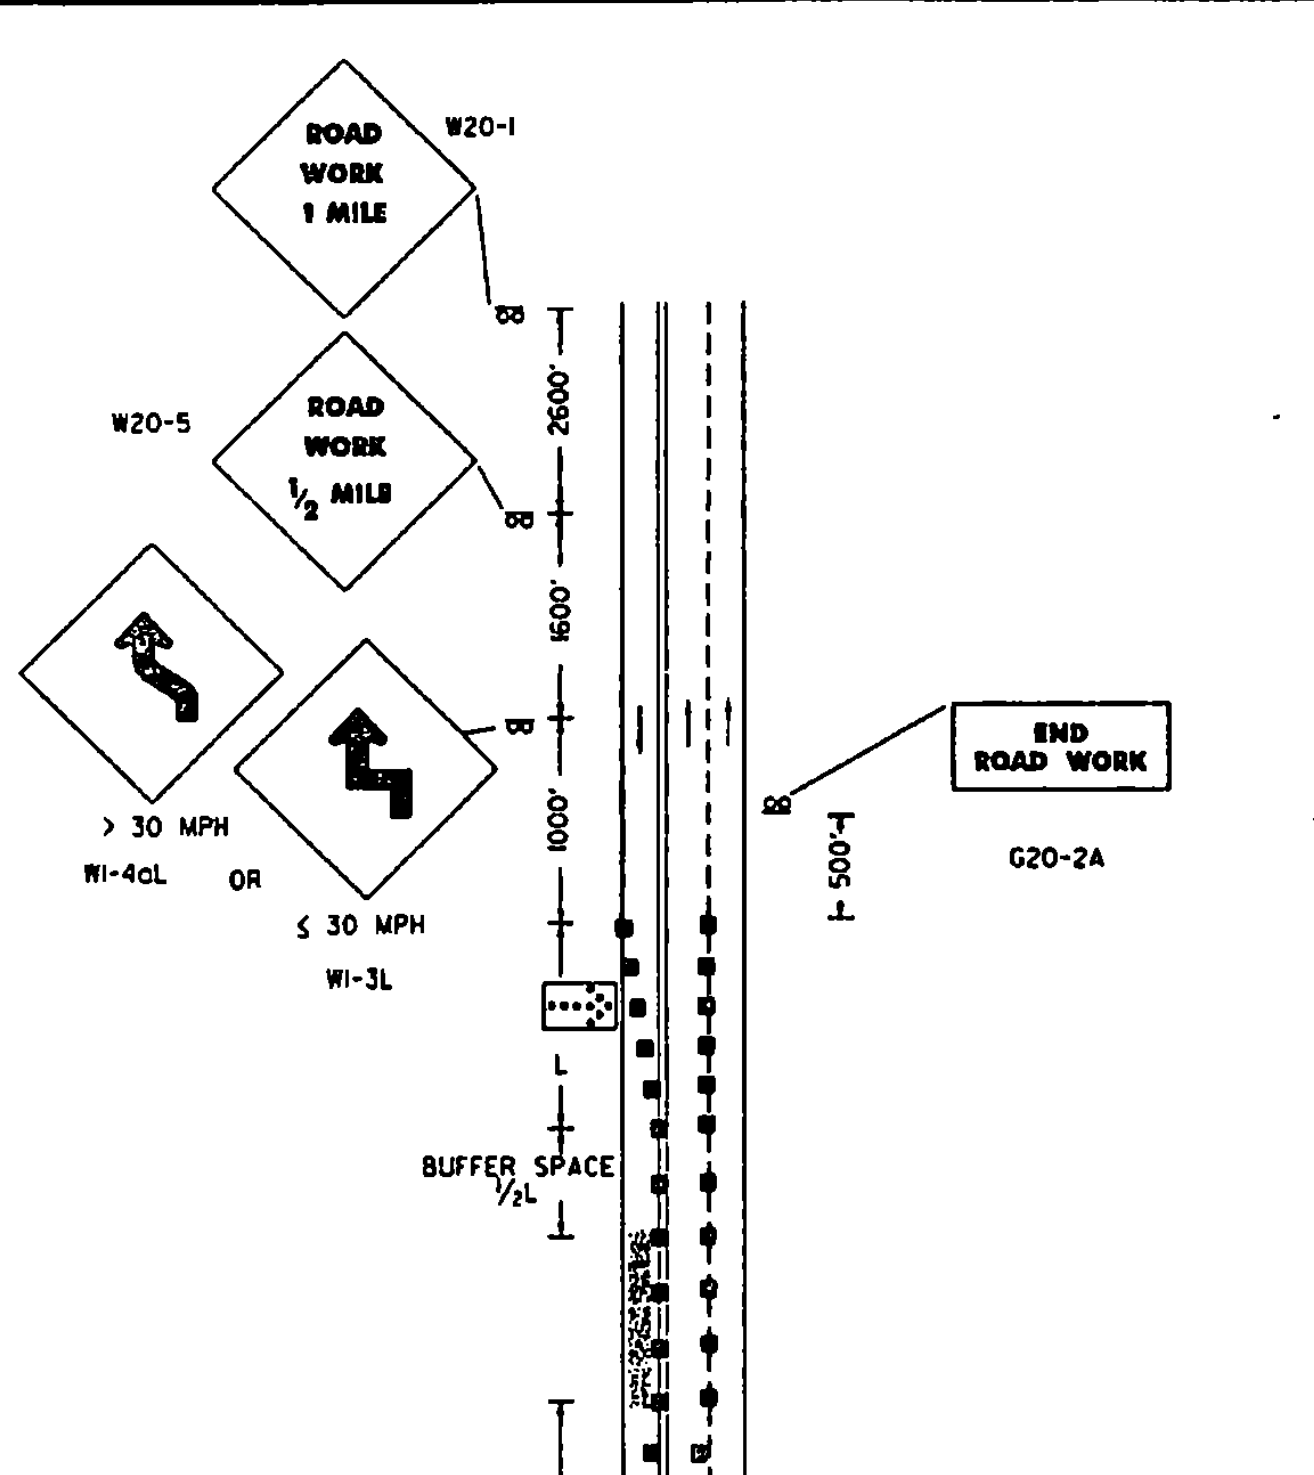 ROAD
WORK
1 MILE
W20-1
2600'
W20-5
ROAD
WORK
1/2 MILE
1600'
> 30 MPH
W1-4aL
OR
≤ 30 MPH
W1-3L
1000'
END
ROAD WORK
G20-2A
500'
L
BUFFER SPACE
1/2L